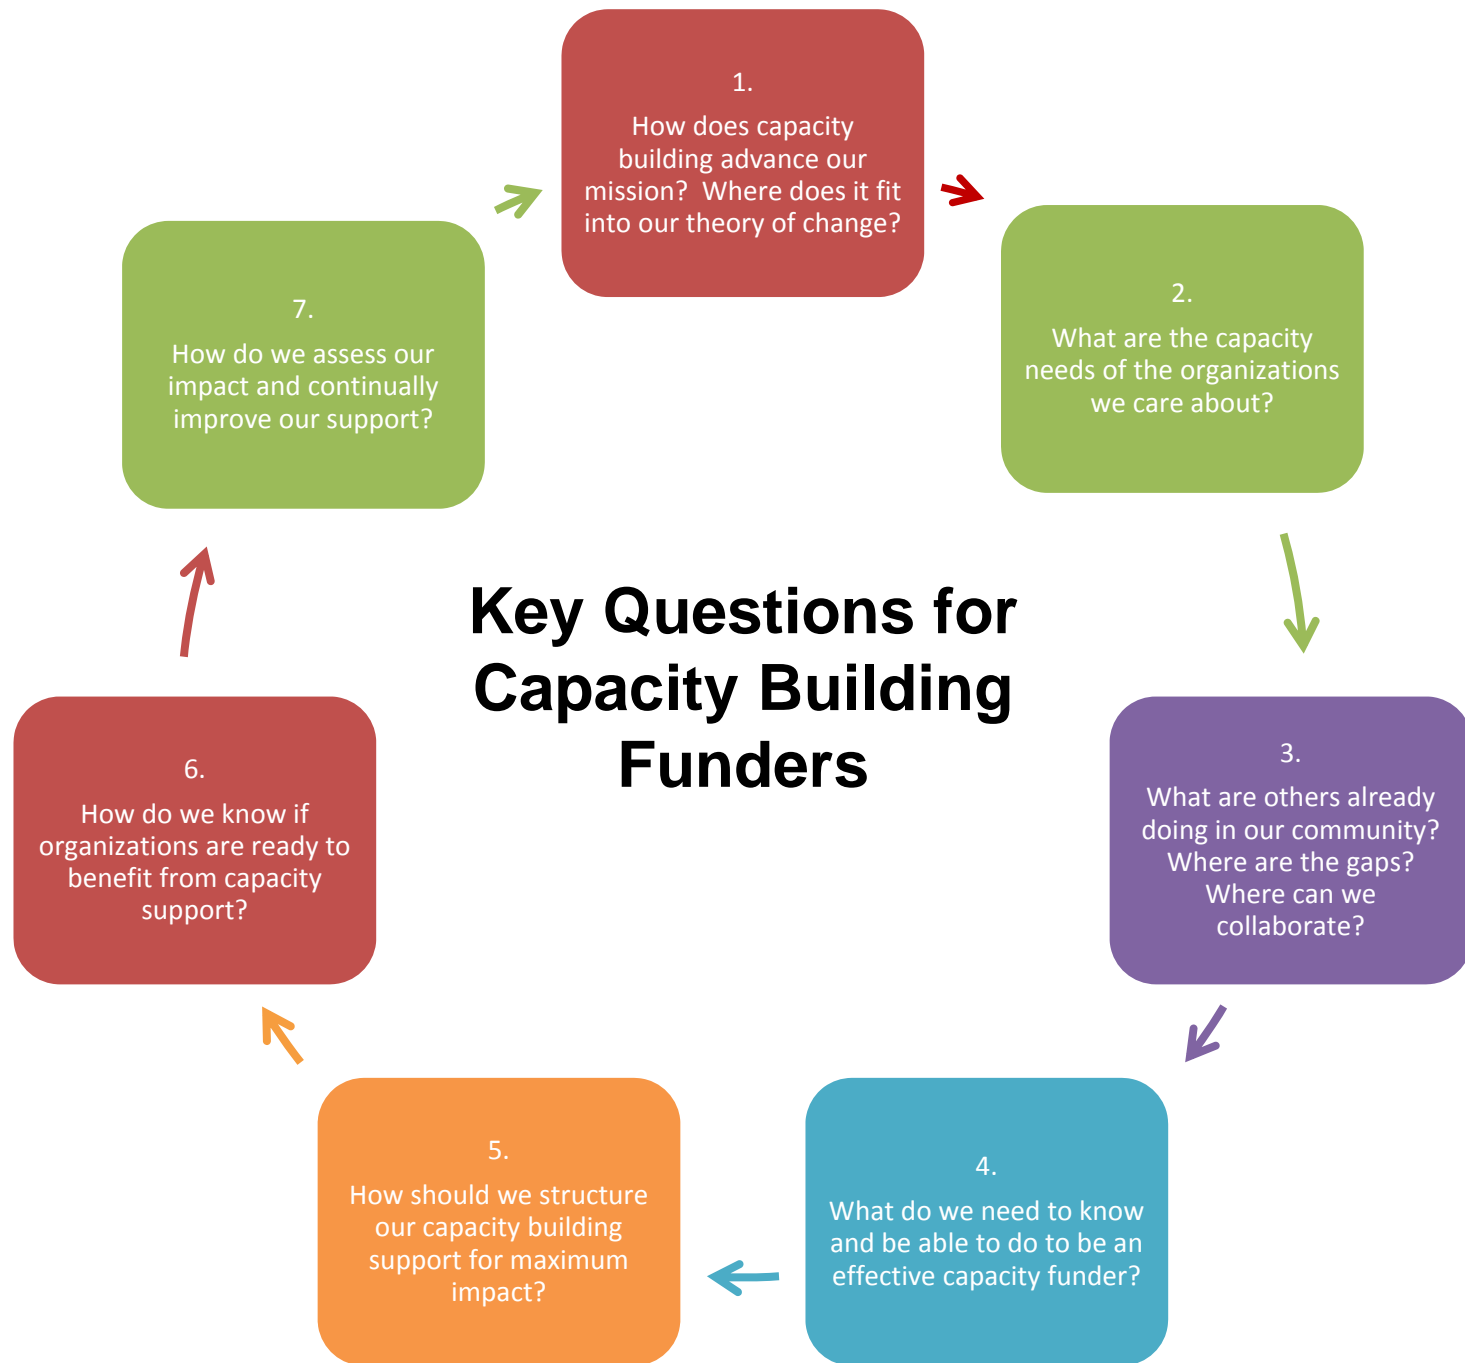 1.
How does capacity
building advance our
mission?  Where does it fit
into our theory of change?
2.
What are the capacity
needs of the organizations
we care about?
3.
What are others already
doing in our community?
Where are the gaps?
Where can we
collaborate?
4.
What do we need to know
and be able to do to be an
effective capacity funder?
5.
How should we structure
our capacity building
support for maximum
impact?
6.
How do we know if
organizations are ready to
benefit from capacity
support?
7.
How do we assess our
impact and continually
improve our support?
Key Questions for
Capacity Building
Funders